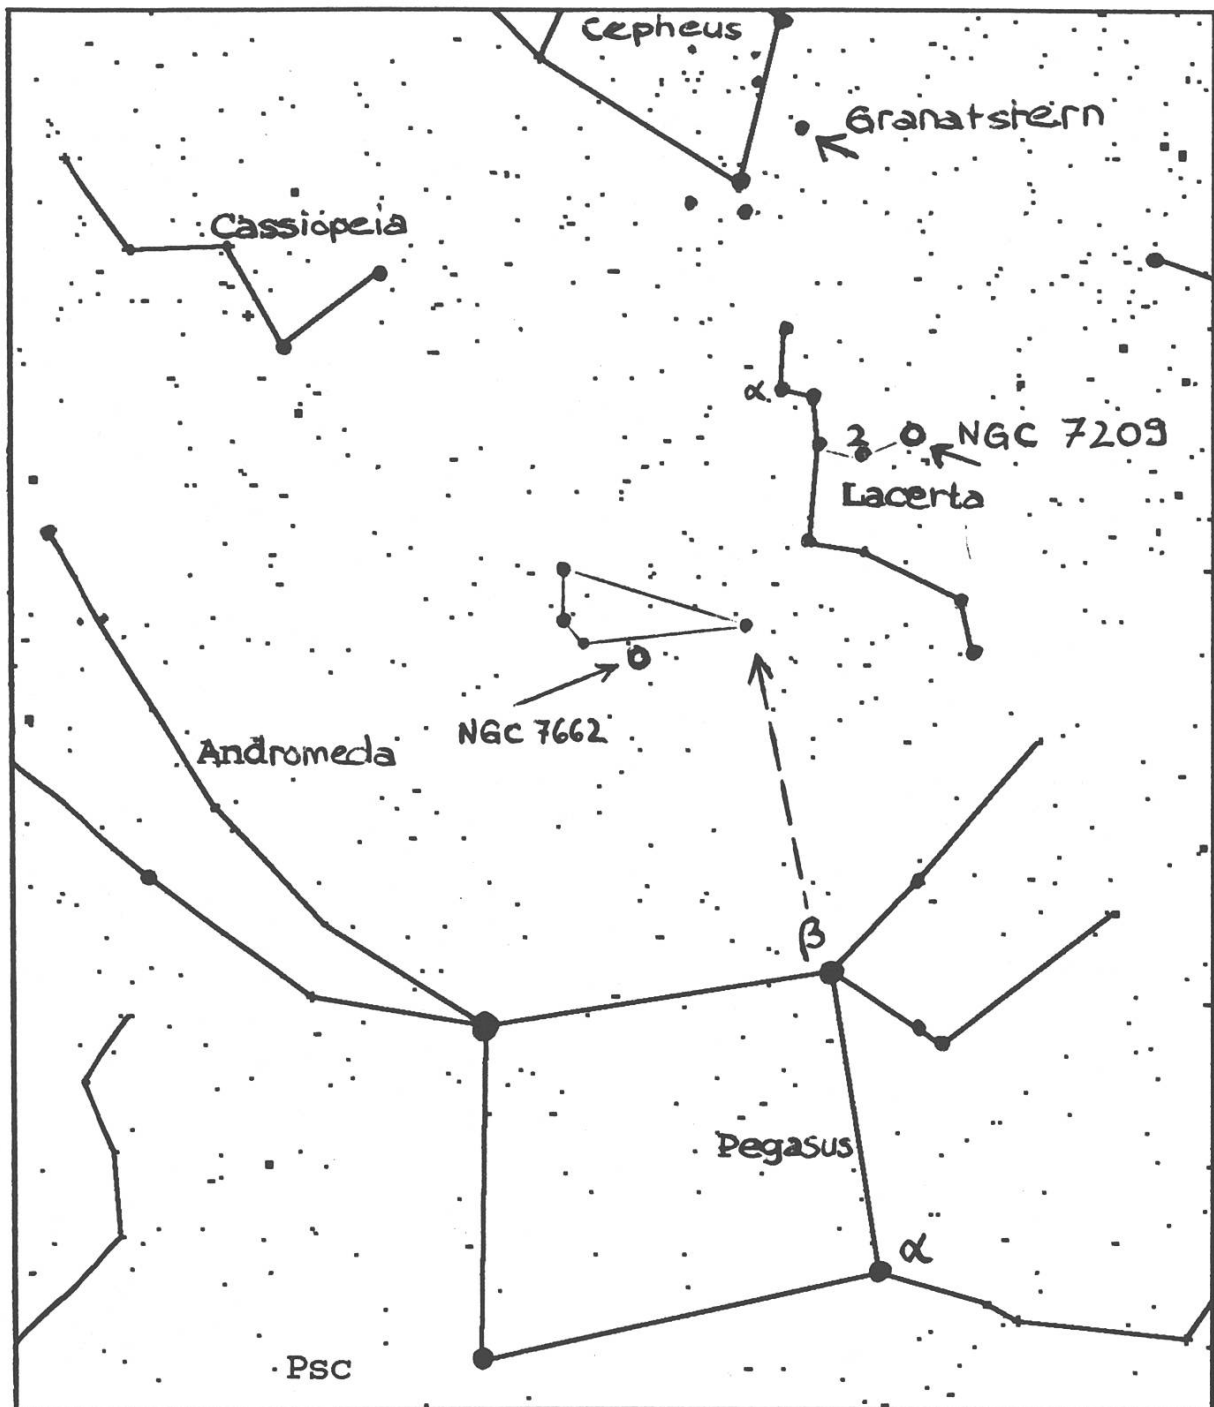 Cepheus
Granatstern
Cassiopeia
α
2
NGC 7209
Lacerta
NGC 7662
Andromeda
β
Pegasus
α
Psc